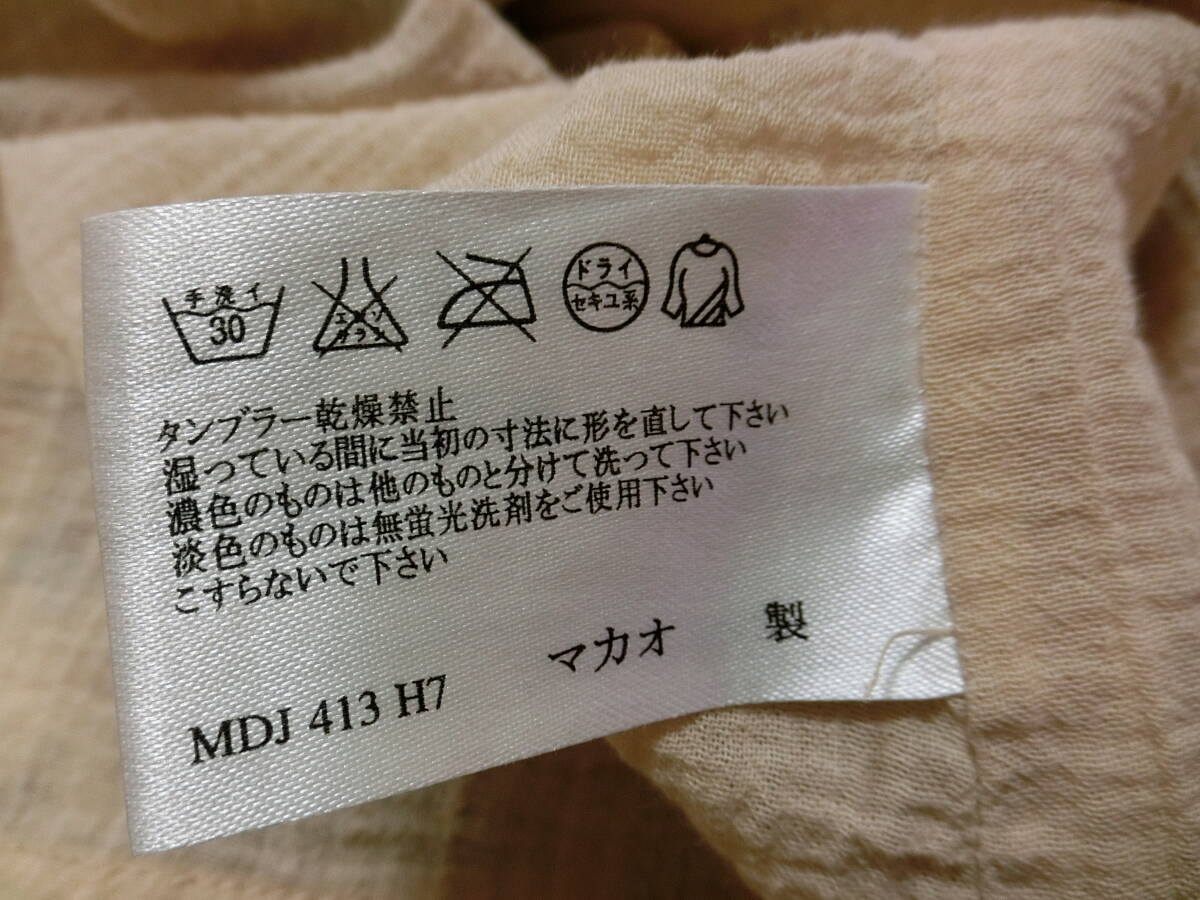 手洗イ 30 エンソ サラシ ドライ セキユ系
タンブラー乾燥禁止
湿っている間に当初の寸法に形を直して下さい
濃色のものは他のものと分けて洗って下さい
淡色のものは無蛍光洗剤をご使用下さい
こすらないで下さい
マカオ 製
MDJ 413 H7